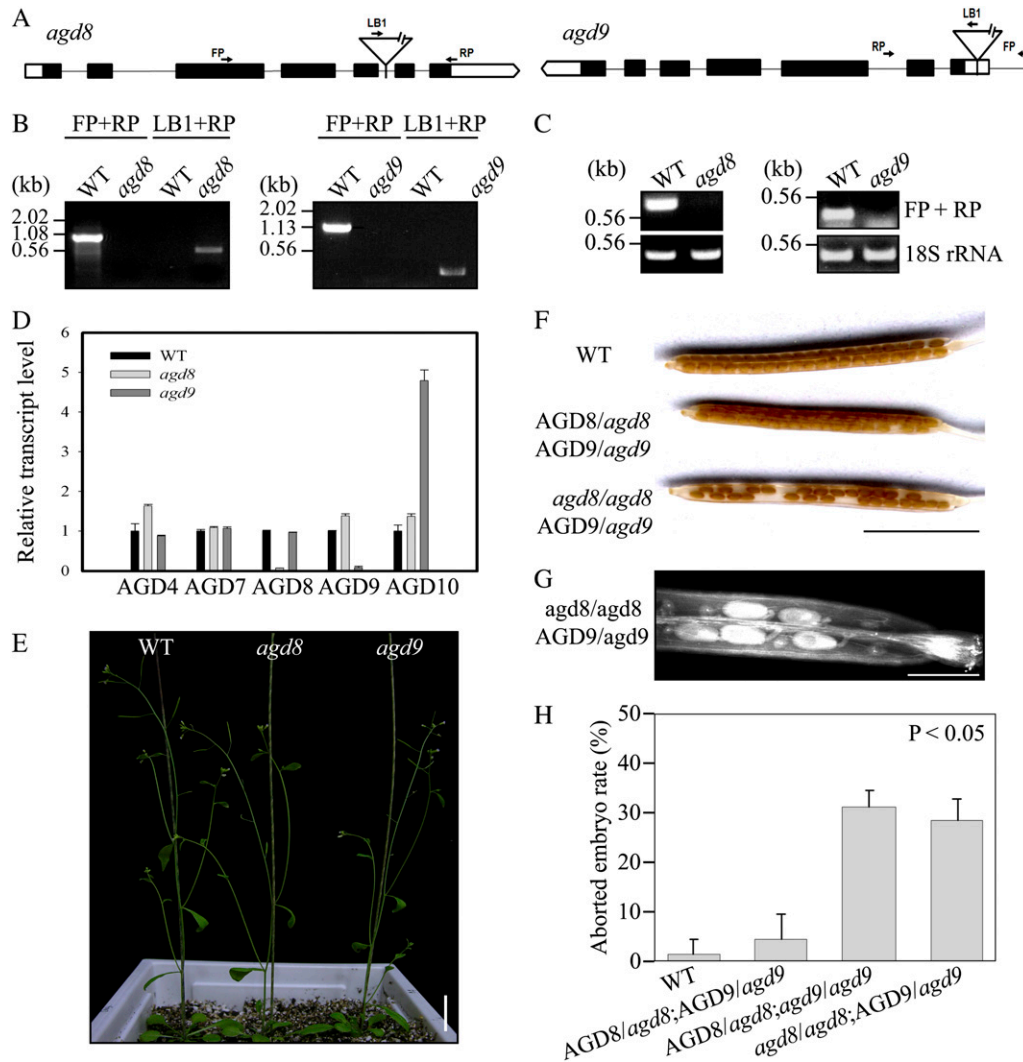 A
agd8
FP
LB1
RP
agd9
RP
LB1
FP
B
FP+RP LB1+RP
(kb)
WT
agd8
WT
agd8
2.02
1.08
0.56
FP+RP LB1+RP
(kb)
WT
agd9
WT
agd9
2.02
1.13
0.56
C
(kb)
WT
agd8
0.56
0.56
WT
agd9
0.56
0.56
FP + RP
18S rRNA
D
Relative transcript level
6
5
4
3
2
1
0
WT
agd8
agd9
AGD4 AGD7 AGD8 AGD9 AGD10
E
WT agd8 agd9
F
WT
AGD8/agd8
AGD9/agd9
agd8/agd8
AGD9/agd9
G
agd8/agd8
AGD9/agd9
H
Aborted embryo rate (%)
50
40
30
20
10
0
P < 0.05
WT
AGD8/agd8;AGD9/agd9
AGD8/agd8;agd9/agd9
agd8/agd8;AGD9/agd9